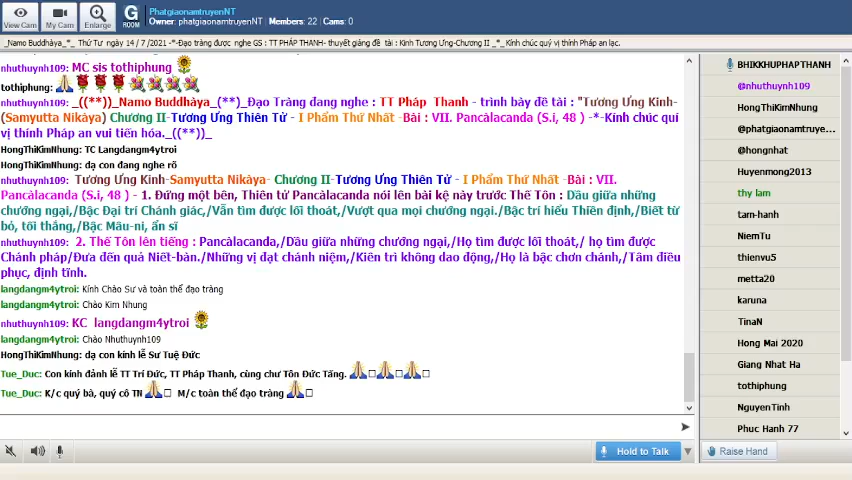 View Cam
My Cam
Enlarge
G
ROOM
PhatgiaonamtruyenNT
Owner: phatgiaonamtruyenNT | Members: 22 | Cams: 0
_Namo Buddhàya_*_ Thứ Tư ngày 14 / 7 /2021 -*-Đạo tràng được nghe GS : TT PHÁP THANH- thuyết giảng đề tài : Kinh Tương Ưng-Chương II _*_Kính chúc quý vị thính Pháp an lạc.
nhuthuynh109: MC sis tothiphung
tothiphung:
nhuthuynh109: _((**))_Namo Buddhàya_(**)_Đạo Tràng đang nghe : TT Pháp Thanh - trình bày đề tài : "Tương Ưng Kinh-
(Samyutta Nikàya) Chương II-Tương Ưng Thiên Tử - I Phẩm Thứ Nhất -Bài : VII. Pancàlacanda (S.i, 48 ) -*-Kính chúc quí
vị thính Pháp an vui tiến hóa._((**))_
HongThiKimNhung: TC Langdangm4ytroi
HongThiKimNhung: dạ con đang nghe rõ
nhuthuynh109: Tương Ưng Kinh-Samyutta Nikàya- Chương II-Tương Ưng Thiên Tử - I Phẩm Thứ Nhất -Bài : VII.
Pancàlacanda (S.i, 48 ) - 1. Đứng một bên, Thiên tử Pancàlacanda nói lên bài kệ này trước Thế Tôn : Dầu giữa những
chướng ngại,/Bậc Đại trí Chánh giác,/Vẫn tìm được lối thoát,/Vượt qua mọi chướng ngại./Bậc trí hiểu Thiền định,/Biết từ
bỏ, tối thắng,/Bậc Mâu-ni, ẩn sĩ
nhuthuynh109: 2. Thế Tôn lên tiếng : Pancàlacanda,/Dầu giữa những chướng ngại,/Họ tìm được lối thoát,/ họ tìm được
Chánh pháp/Đưa đến quả Niết-bàn./Những vị đạt chánh niệm,/Kiên trì không dao động,/Họ là bậc chơn chánh,/Tâm điều
phục, định tĩnh.
langdangm4ytroi: Kính Chào Sư và toàn thể đạo tràng
langdangm4ytroi: Chào Kim Nhung
nhuthuynh109: KC langdangm4ytroi
langdangm4ytroi: Chào Nhuthuynh109
HongThiKimNhung: dạ con kính lễ Sư Tuệ Đức
Tue_Duc: Con kính đảnh lễ TT Trí Đức, TT Pháp Thanh, cùng chư Tôn Đức Tăng.
Tue_Duc: K/c quý bà, quý cô TN M/c toàn thể đạo tràng
Hold to Talk
BHIKKHUPHAPTHANH
@nhuthuynh109
HongThiKimNhung
@phatgiaonamtruye...
@hongnhat
Huyenmong2013
thy lam
tam-hanh
NiemTu
thienvu5
metta20
karuna
TinaN
Hong Mai 2020
Giang Nhat Ha
tothiphung
NguyenTinh
Phuc Hanh 77
Raise Hand